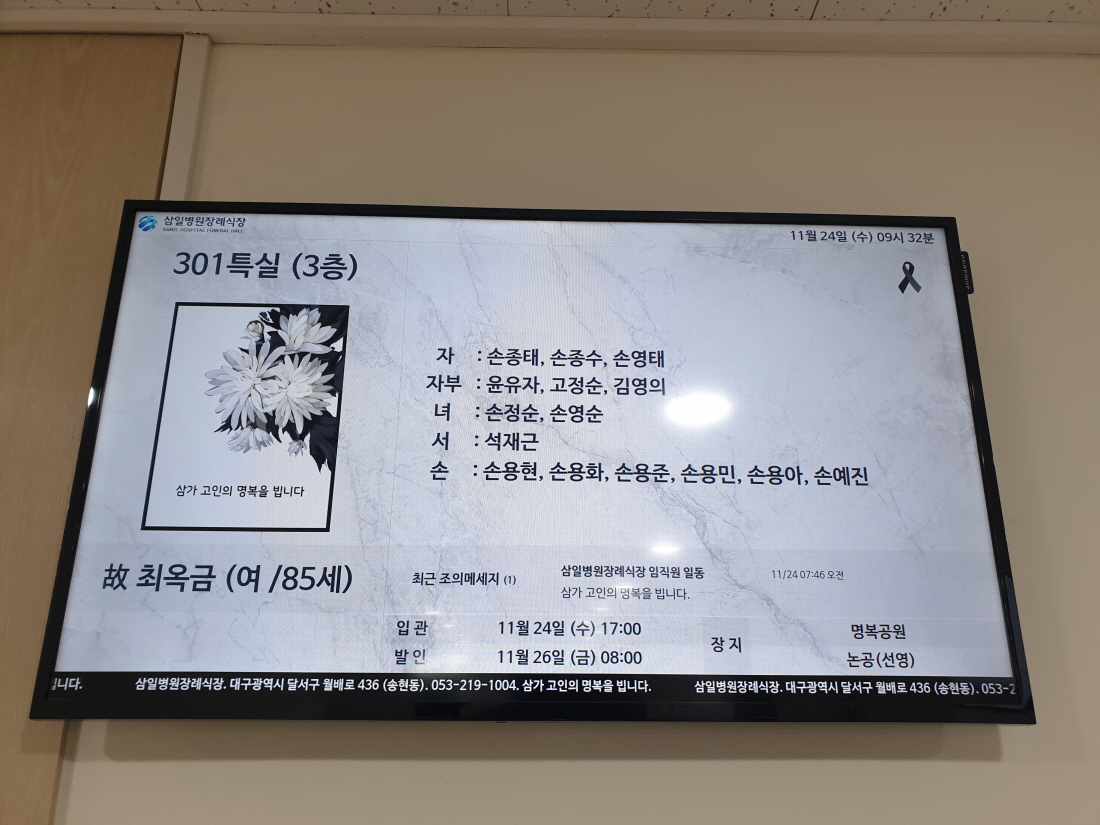 삼일병원장례식장
SAMIL HOSPITAL FUNERAL HALL
11월 24일 (수) 09시 32분
301특실 (3층)
삼가 고인의 명복을 빕니다
자 : 손종태, 손종수, 손영태
자부 : 윤유자, 고정순, 김영의
녀 : 손정순, 손영순
서 : 석재근
손 : 손용현, 손용화, 손용준, 손용민, 손용아, 손예진
故 최옥금 (여 /85세)
최근 조의메세지 (1)
삼일병원장례식장 임직원 일동
11/24 07:46 오전
삼가 고인의 명복을 빕니다.
입관 11월 24일 (수) 17:00
발인 11월 26일 (금) 08:00
장지
명복공원
논공(선영)
니다. 삼일병원장례식장. 대구광역시 달서구 월배로 436 (송현동). 053-219-1004. 삼가 고인의 명복을 빕니다. 삼일병원장례식장. 대구광역시 달서구 월배로 436 (송현동). 053-2